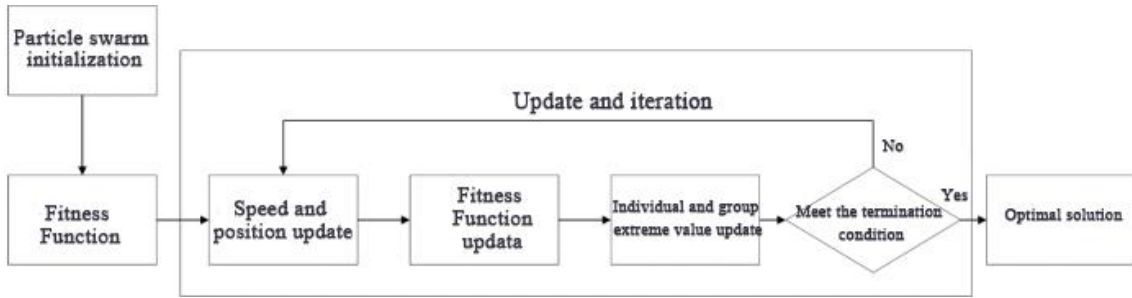 Particle swarm
initialization
Update and iteration
No
Yes
Fitness
Function
Speed and
position update
Fitness
Function
updata
Individual and group
extreme value update
Meet the termination
condition
Optimal solution